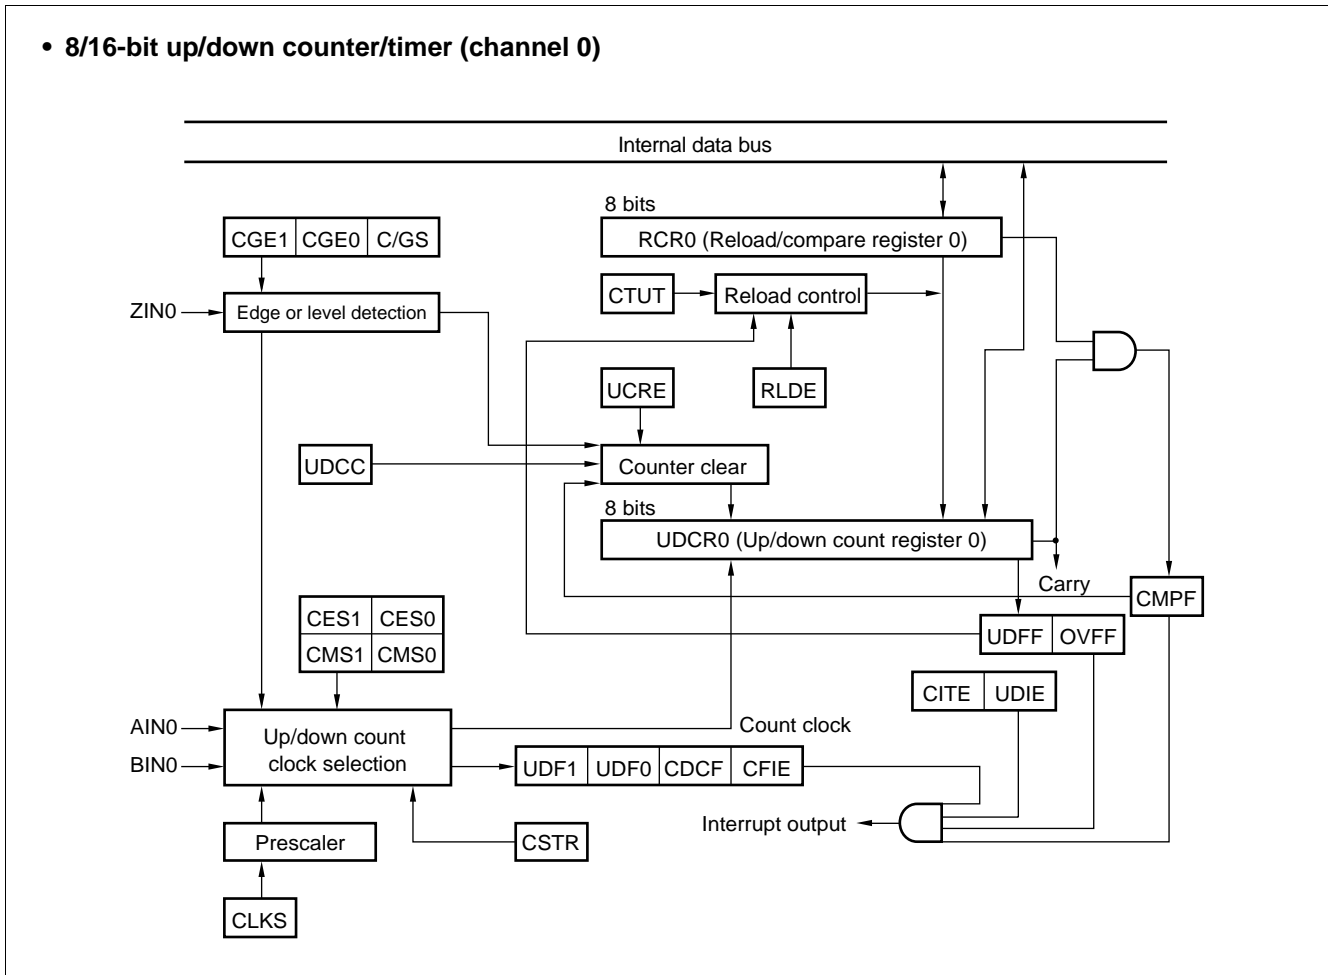 • 8/16-bit up/down counter/timer (channel 0)
Internal data bus
8 bits
CGE1 CGE0 C/GS
RCR0 (Reload/compare register 0)
CTUT
Reload control
ZIN0
Edge or level detection
UCRE
RLDE
UDCC
Counter clear
8 bits
UDCR0 (Up/down count register 0)
Carry
CMPF
CES1 CES0
CMS1 CMS0
UDFF OVFF
CITE UDIE
AIN0
BIN0
Up/down count
clock selection
Count clock
UDF1 UDF0 CDCF CFIE
Interrupt output
Prescaler
CSTR
CLKS